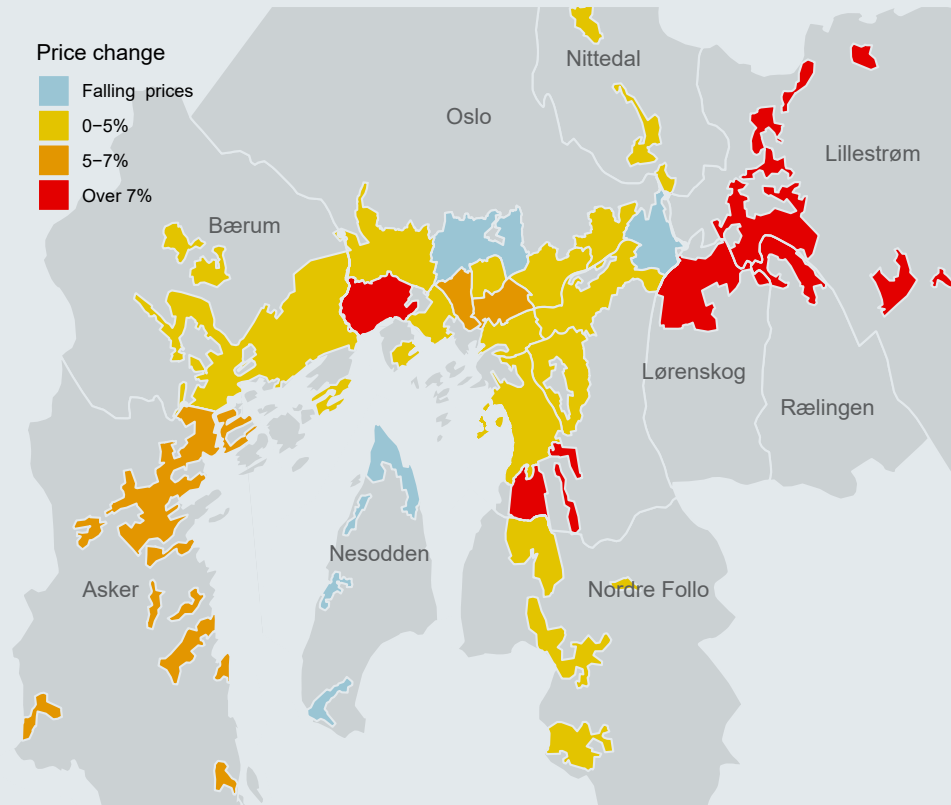 Price change
Falling prices
0−5%
5−7%
Over 7%
Nittedal
Oslo
Lillestrøm
Bærum
Lørenskog
Rælingen
Nesodden
Asker
Nordre Follo